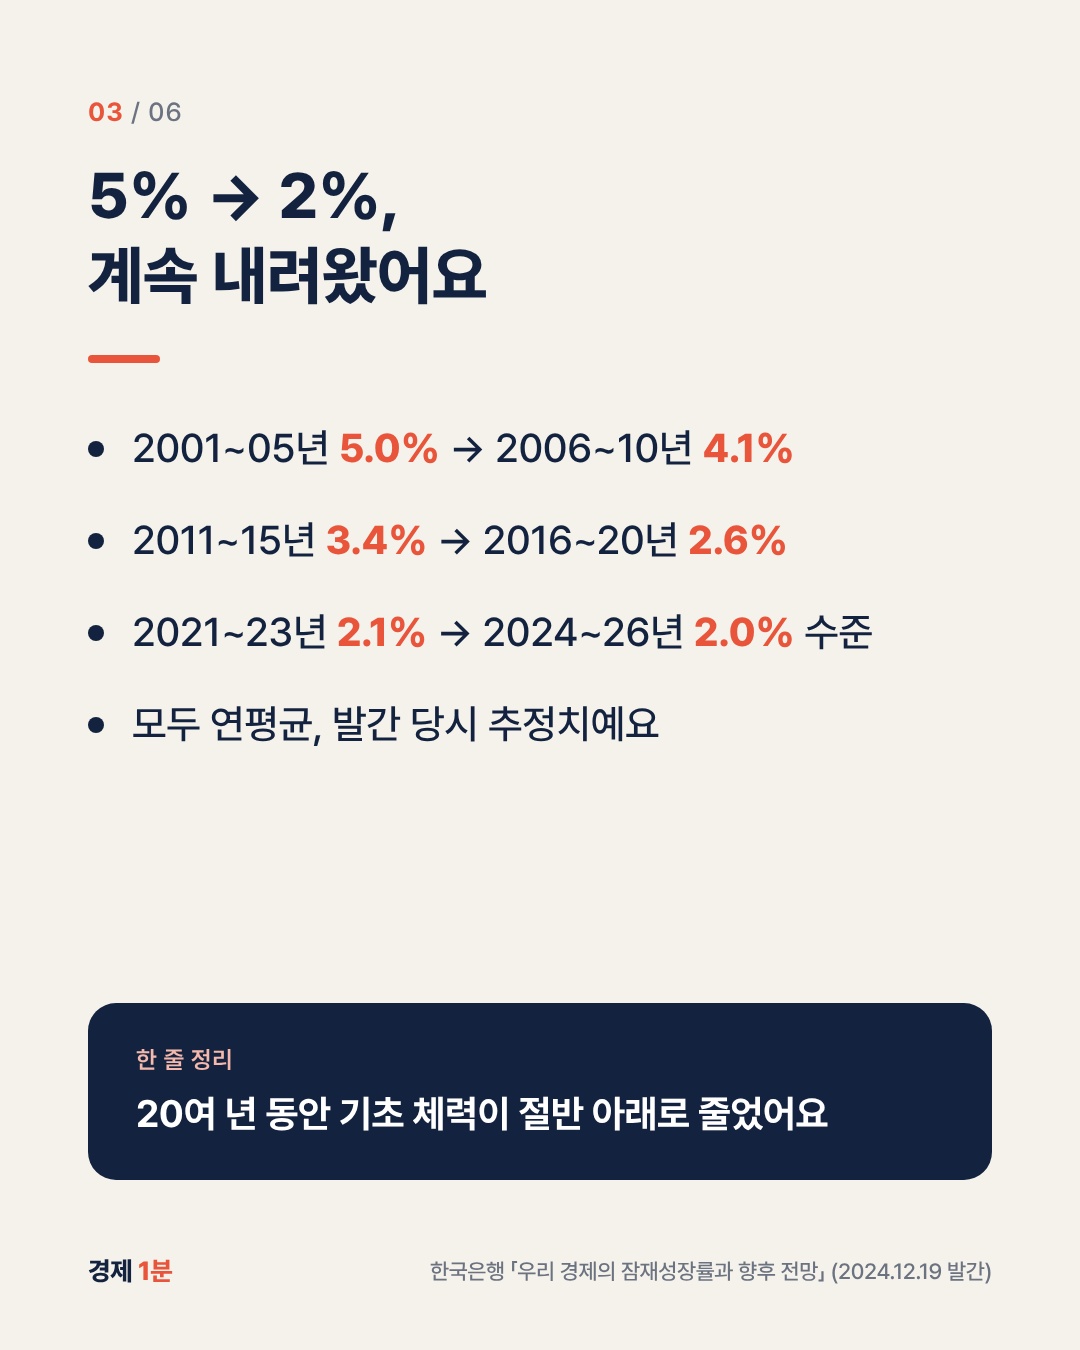 03 / 06
5% → 2%,
계속 내려왔어요
• 2001~05년 5.0% → 2006~10년 4.1%
• 2011~15년 3.4% → 2016~20년 2.6%
• 2021~23년 2.1% → 2024~26년 2.0% 수준
• 모두 연평균, 발간 당시 추정치예요
한 줄 정리
20여 년 동안 기초 체력이 절반 아래로 줄었어요
경제 1분
한국은행 「우리 경제의 잠재성장률과 향후 전망」 (2024.12.19 발간)